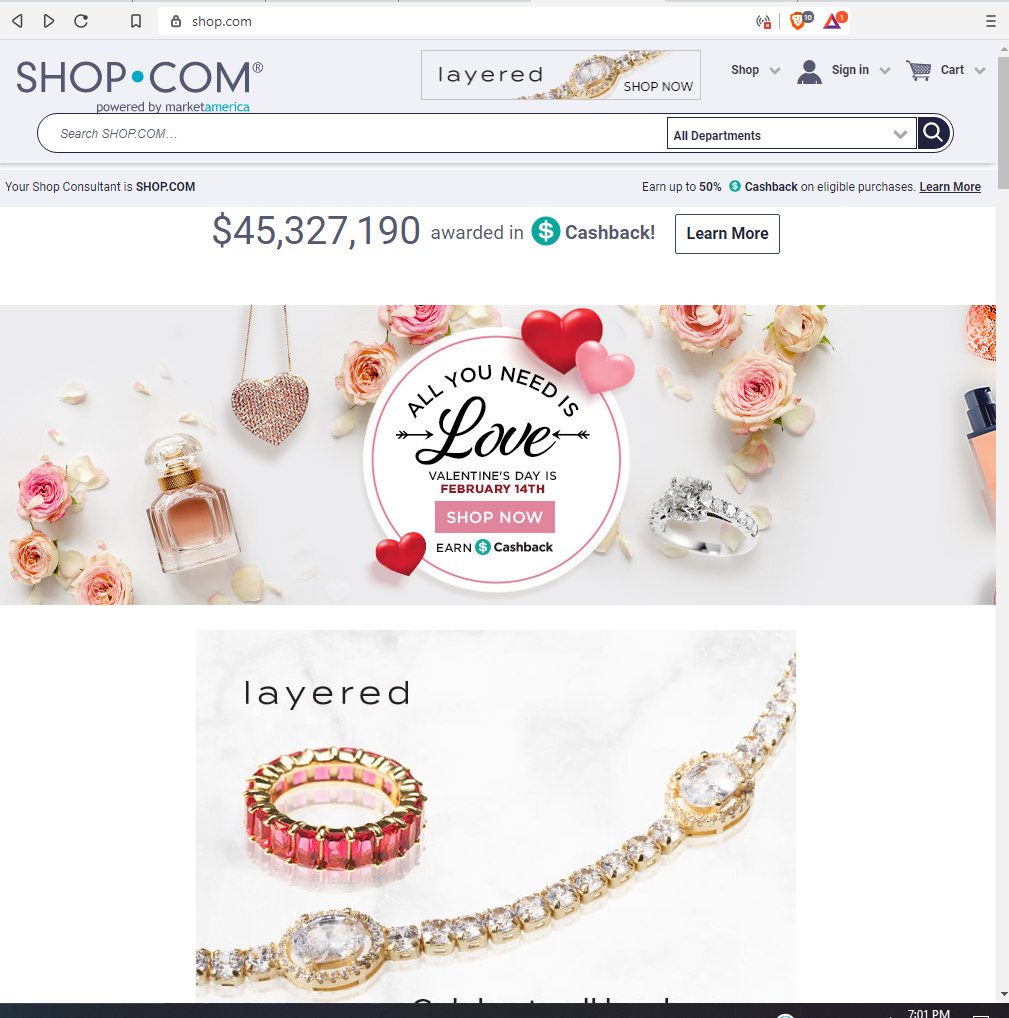 shop.com
10
1
SHOP•COM®
powered by marketamerica
layered
SHOP NOW
Shop
Sign in
Cart
Search SHOP.COM...
All Departments
Your Shop Consultant is SHOP.COM
Earn up to 50% $ Cashback on eligible purchases. Learn More
$45,327,190 awarded in $ Cashback!
Learn More
ALL YOU NEED IS
Love
VALENTINE'S DAY IS
FEBRUARY 14TH
SHOP NOW
EARN $ Cashback
layered
7:01 PM